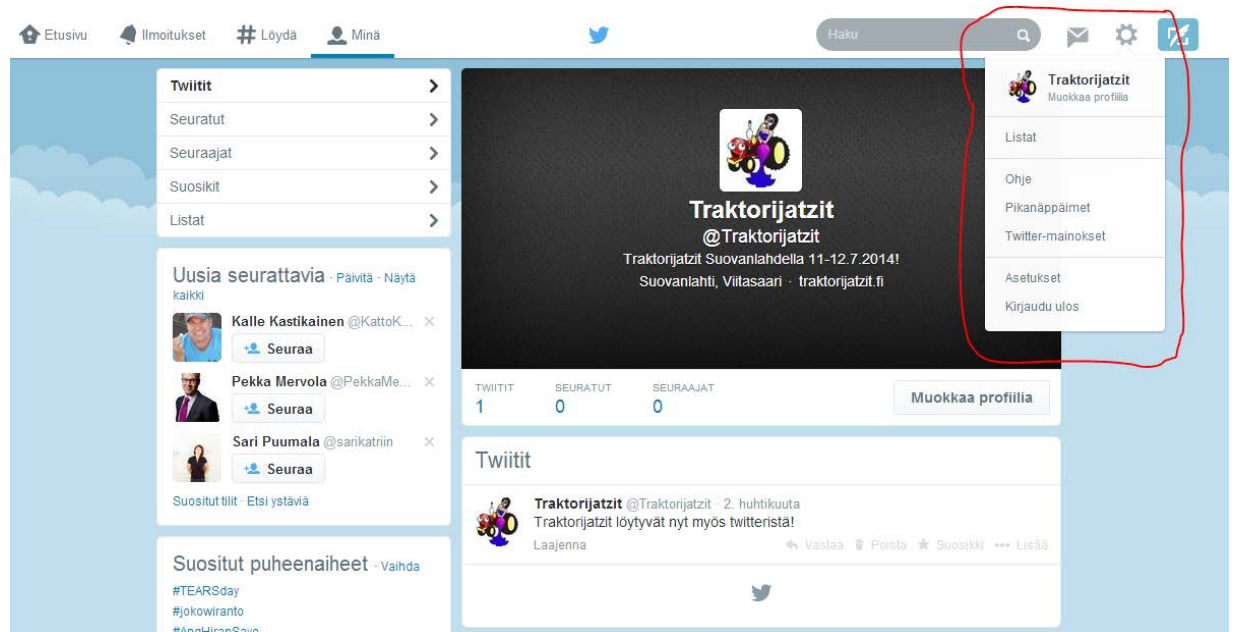 Etusivu
Ilmoitukset
Löydä
Minä
Haku
Twiitit
Seuratut
Seuraajat
Suosikit
Listat
Uusia seurattavia · Päivitä · Näytä
kaikki
Kalle Kastikainen @KattoK...
Seuraa
Pekka Mervola @PekkaMe...
Seuraa
Sari Puumala @sarikatriin
Seuraa
Suositut tilit · Etsi ystäviä
Suositut puheenaiheet · Vaihda
#TEARSday
#jokowiranto
#AngHirapSayo
Traktorijatzit
@Traktorijatzit
Traktorijatzit Suovanlahdella 11-12.7.2014!
Suovanlahti, Viitasaari · traktorijatzit.fi
TWIITIT
1
SEURATUT
0
SEURAAJAT
0
Muokkaa profiilia
Twiitit
Traktorijatzit @Traktorijatzit · 2. huhtikuuta
Traktorijatzit löytyvät nyt myös twitteristä!
Laajenna
Vastaa Poista Suosikki Lisää
Traktorijatzit
Muokkaa profiilia
Listat
Ohje
Pikanäppäimet
Twitter-mainokset
Asetukset
Kirjaudu ulos